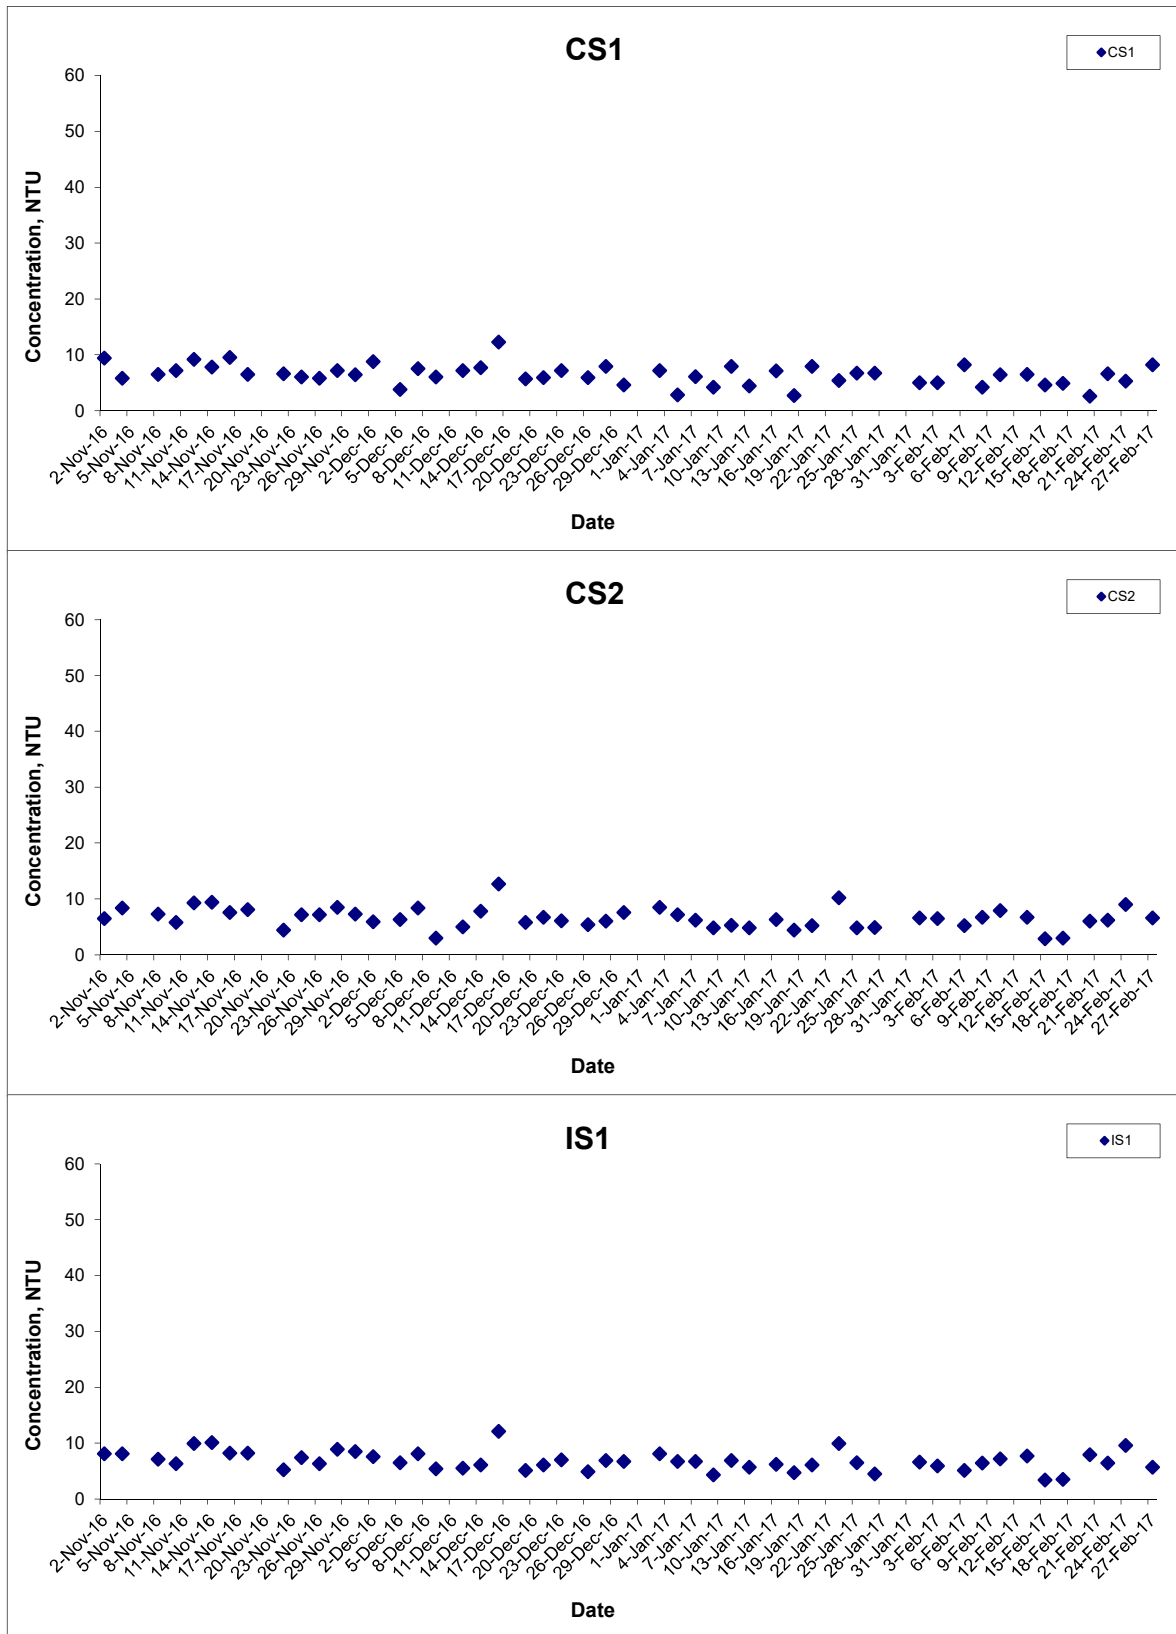 CS1
CS1
Concentration, NTU
60
50
40
30
20
10
0
2-Nov-16
5-Nov-16
8-Nov-16
11-Nov-16
14-Nov-16
17-Nov-16
20-Nov-16
23-Nov-16
26-Nov-16
29-Nov-16
2-Dec-16
5-Dec-16
8-Dec-16
11-Dec-16
14-Dec-16
17-Dec-16
20-Dec-16
23-Dec-16
26-Dec-16
29-Dec-16
1-Jan-17
4-Jan-17
7-Jan-17
10-Jan-17
13-Jan-17
16-Jan-17
19-Jan-17
22-Jan-17
25-Jan-17
28-Jan-17
31-Jan-17
3-Feb-17
6-Feb-17
9-Feb-17
12-Feb-17
15-Feb-17
18-Feb-17
21-Feb-17
24-Feb-17
27-Feb-17
Date
CS2
CS2
Concentration, NTU
60
50
40
30
20
10
0
2-Nov-16
5-Nov-16
8-Nov-16
11-Nov-16
14-Nov-16
17-Nov-16
20-Nov-16
23-Nov-16
26-Nov-16
29-Nov-16
2-Dec-16
5-Dec-16
8-Dec-16
11-Dec-16
14-Dec-16
17-Dec-16
20-Dec-16
23-Dec-16
26-Dec-16
29-Dec-16
1-Jan-17
4-Jan-17
7-Jan-17
10-Jan-17
13-Jan-17
16-Jan-17
19-Jan-17
22-Jan-17
25-Jan-17
28-Jan-17
31-Jan-17
3-Feb-17
6-Feb-17
9-Feb-17
12-Feb-17
15-Feb-17
18-Feb-17
21-Feb-17
24-Feb-17
27-Feb-17
Date
IS1
IS1
Concentration, NTU
60
50
40
30
20
10
0
2-Nov-16
5-Nov-16
8-Nov-16
11-Nov-16
14-Nov-16
17-Nov-16
20-Nov-16
23-Nov-16
26-Nov-16
29-Nov-16
2-Dec-16
5-Dec-16
8-Dec-16
11-Dec-16
14-Dec-16
17-Dec-16
20-Dec-16
23-Dec-16
26-Dec-16
29-Dec-16
1-Jan-17
4-Jan-17
7-Jan-17
10-Jan-17
13-Jan-17
16-Jan-17
19-Jan-17
22-Jan-17
25-Jan-17
28-Jan-17
31-Jan-17
3-Feb-17
6-Feb-17
9-Feb-17
12-Feb-17
15-Feb-17
18-Feb-17
21-Feb-17
24-Feb-17
27-Feb-17
Date